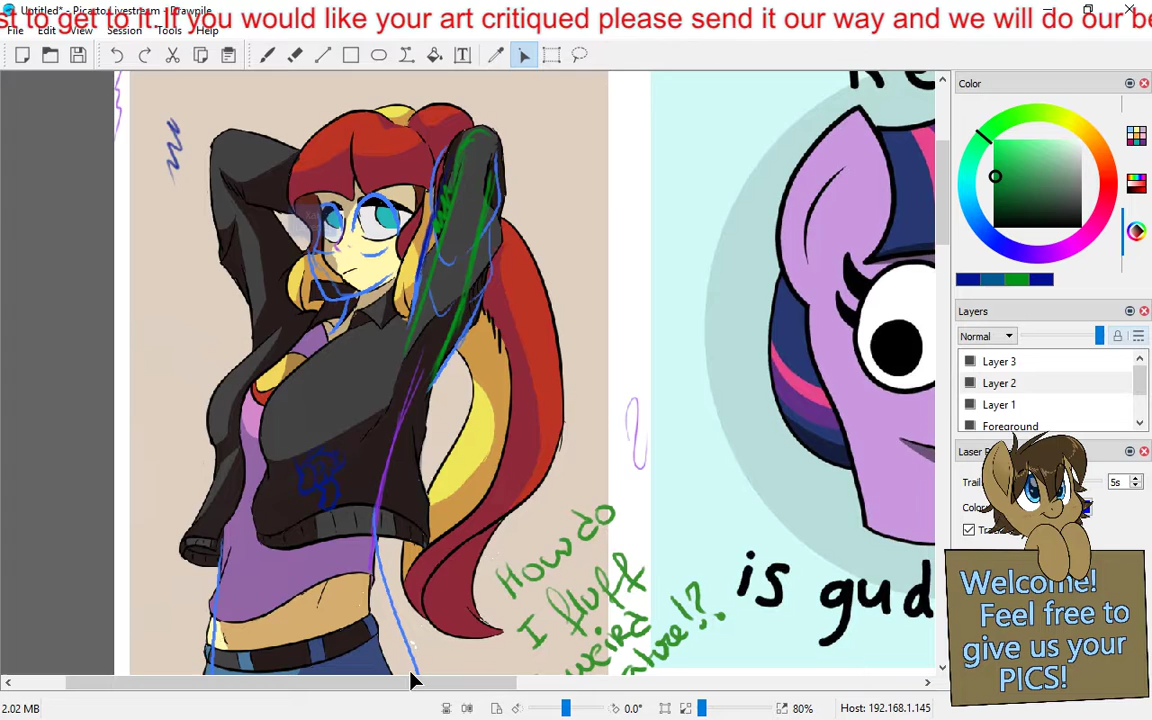 Untitled* - Picarto Livestream - Drawpile
st to get to it. If you would like your art critiqued please send it our way and we will do our be
File Edit View Session Tools Help
Color
Layers
Normal
Layer 3
Layer 2
Layer 1
Foreground
5s
How do
I fluff
weird
is gud
Welcome!
Feel free to
give us your
PICS!
2.02 MB
0.0°
80%
Host: 192.168.1.145